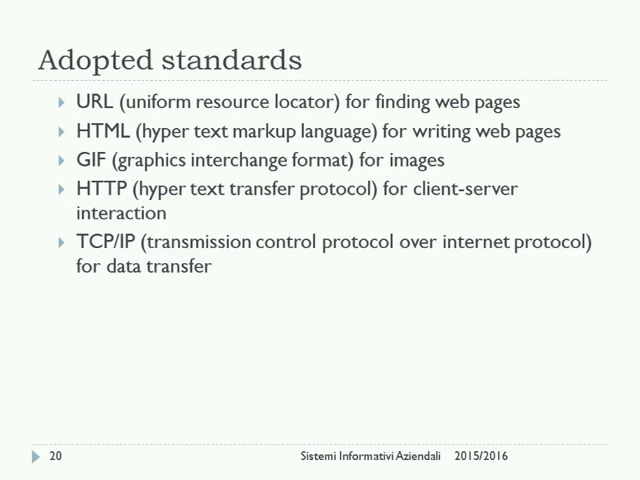 Adopted standards
URL (uniform resource locator) for finding web pages
HTML (hyper text markup language) for writing web pages
GIF (graphics interchange format) for images
HTTP (hyper text transfer protocol) for client-server
interaction
TCP/IP (transmission control protocol over internet protocol)
for data transfer
20 Sistemi Informativi Aziendali 2015/2016